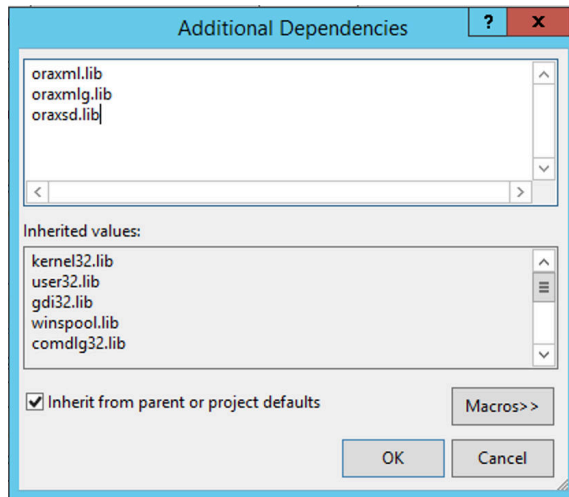 Additional Dependencies
?
x
oraxml.lib
oraxmlg.lib
oraxsd.lib
Inherited values:
kernel32.lib
user32.lib
gdi32.lib
winspool.lib
comdlg32.lib
Inherit from parent or project defaults
Macros>>
OK
Cancel